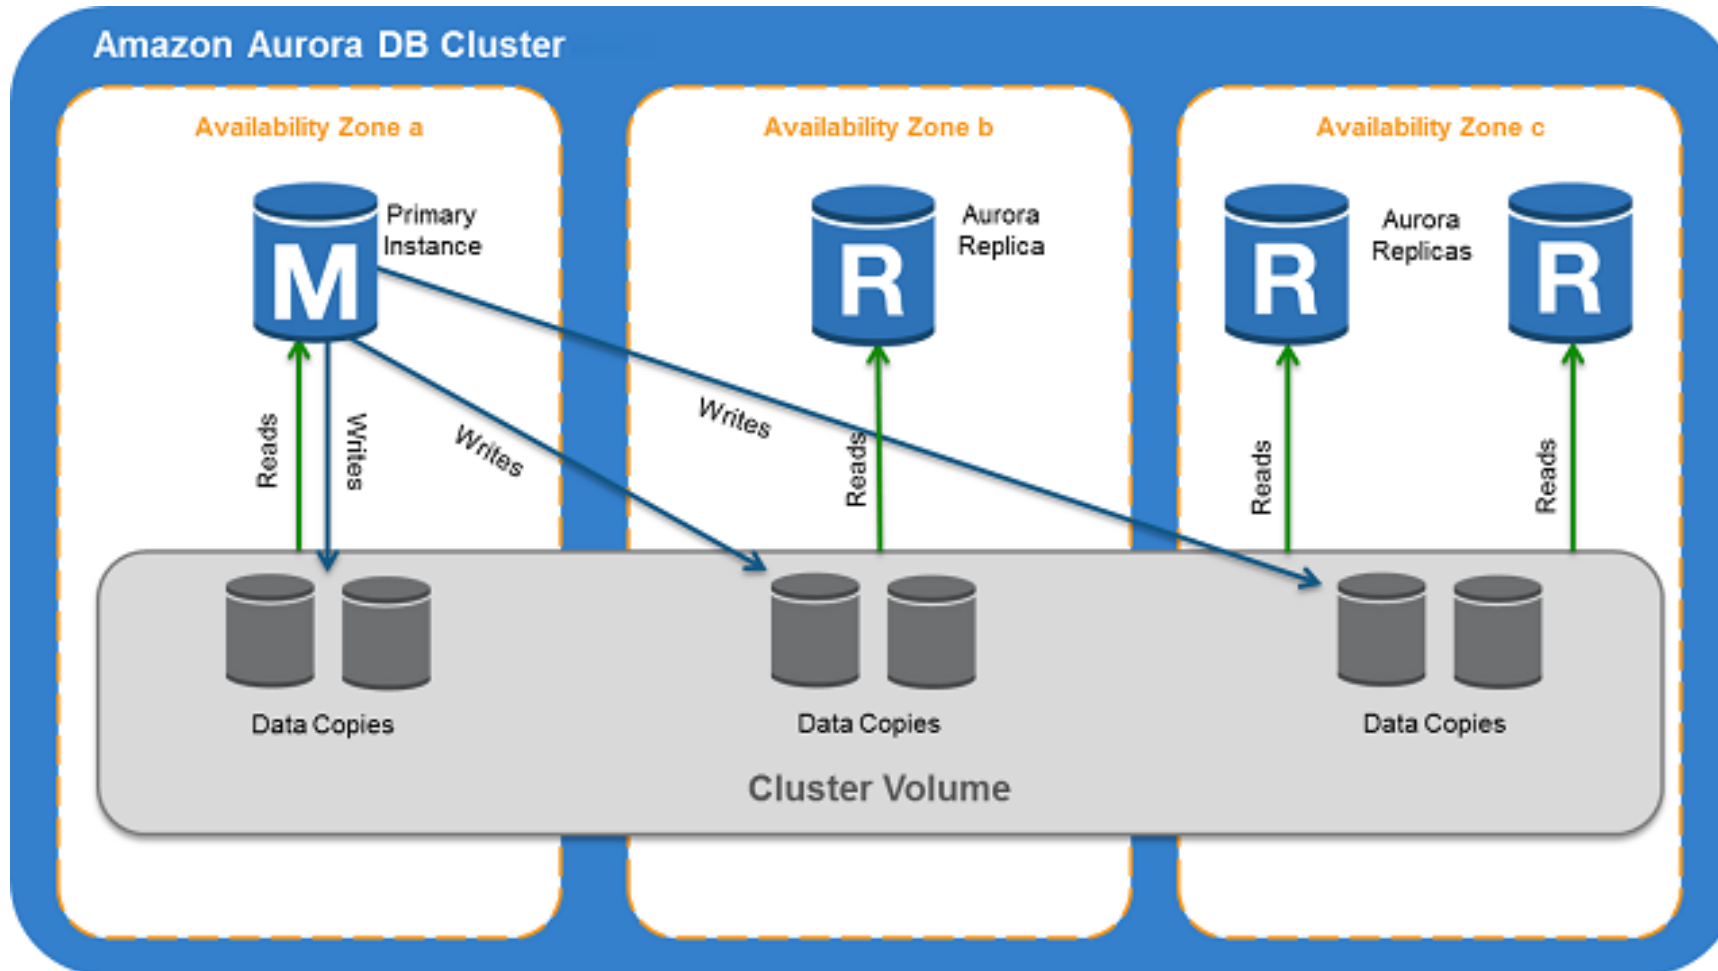 Amazon Aurora DB Cluster
Availability Zone a
Availability Zone b
Availability Zone c
M
Primary
Instance
R
Aurora
Replica
R
Aurora
Replicas
R
Reads
Writes
Writes
Writes
Reads
Reads
Reads
Data Copies
Data Copies
Data Copies
Cluster Volume